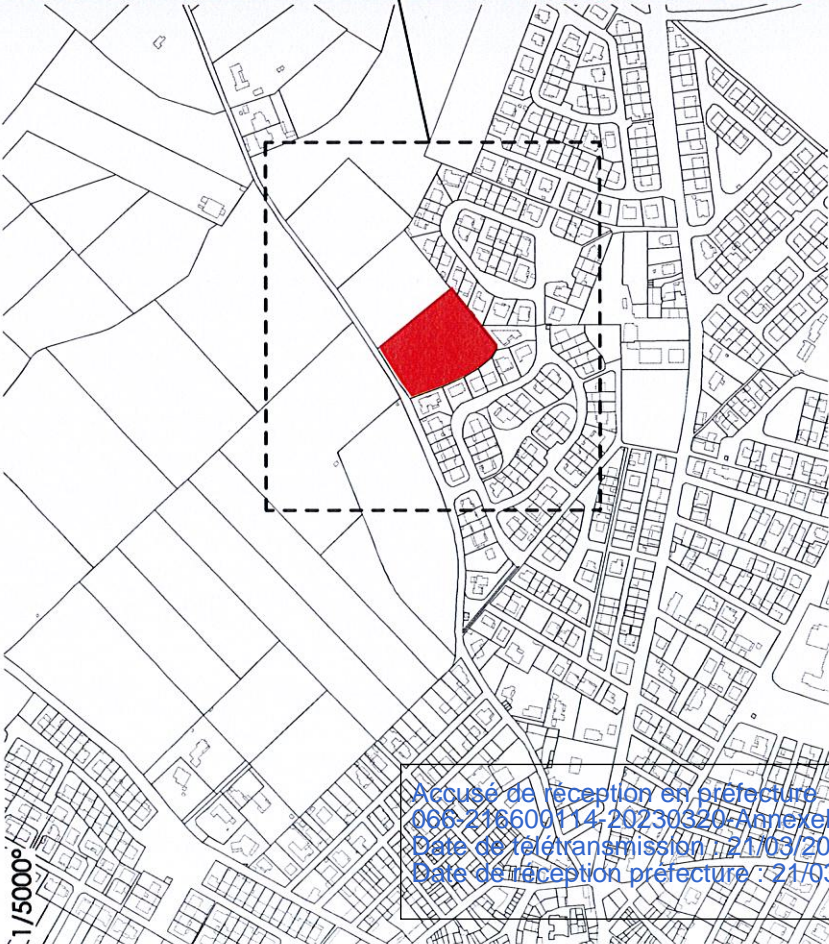 Accusé de réception en préfecture
066-216600114-20230320-Annexe
Date de télétransmission : 21/03/20
Date de réception préfecture : 21/03
1/5000°